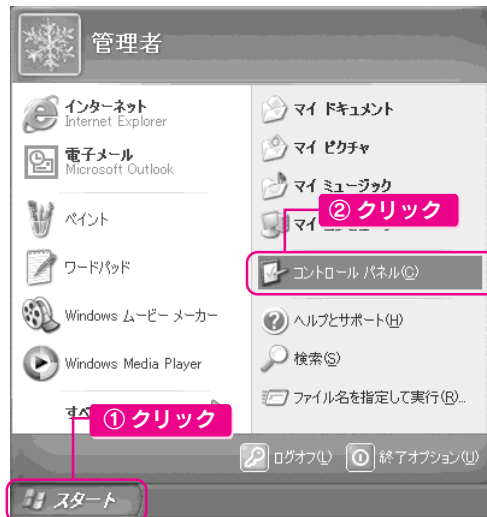 管理者
インターネット
Internet Explorer
電子メール
Microsoft Outlook
ペイント
ワードパッド
Windows ムービー メーカー
Windows Media Player
すべ
マイ ドキュメント
マイ ピクチャ
マイ ミュージック
② クリック
マイ
コントロール パネル(C)
ヘルプとサポート(H)
検索(S)
ファイル名を指定して実行(R)...
① クリック
ログオフ(L)
終了オプション(U)
スタート